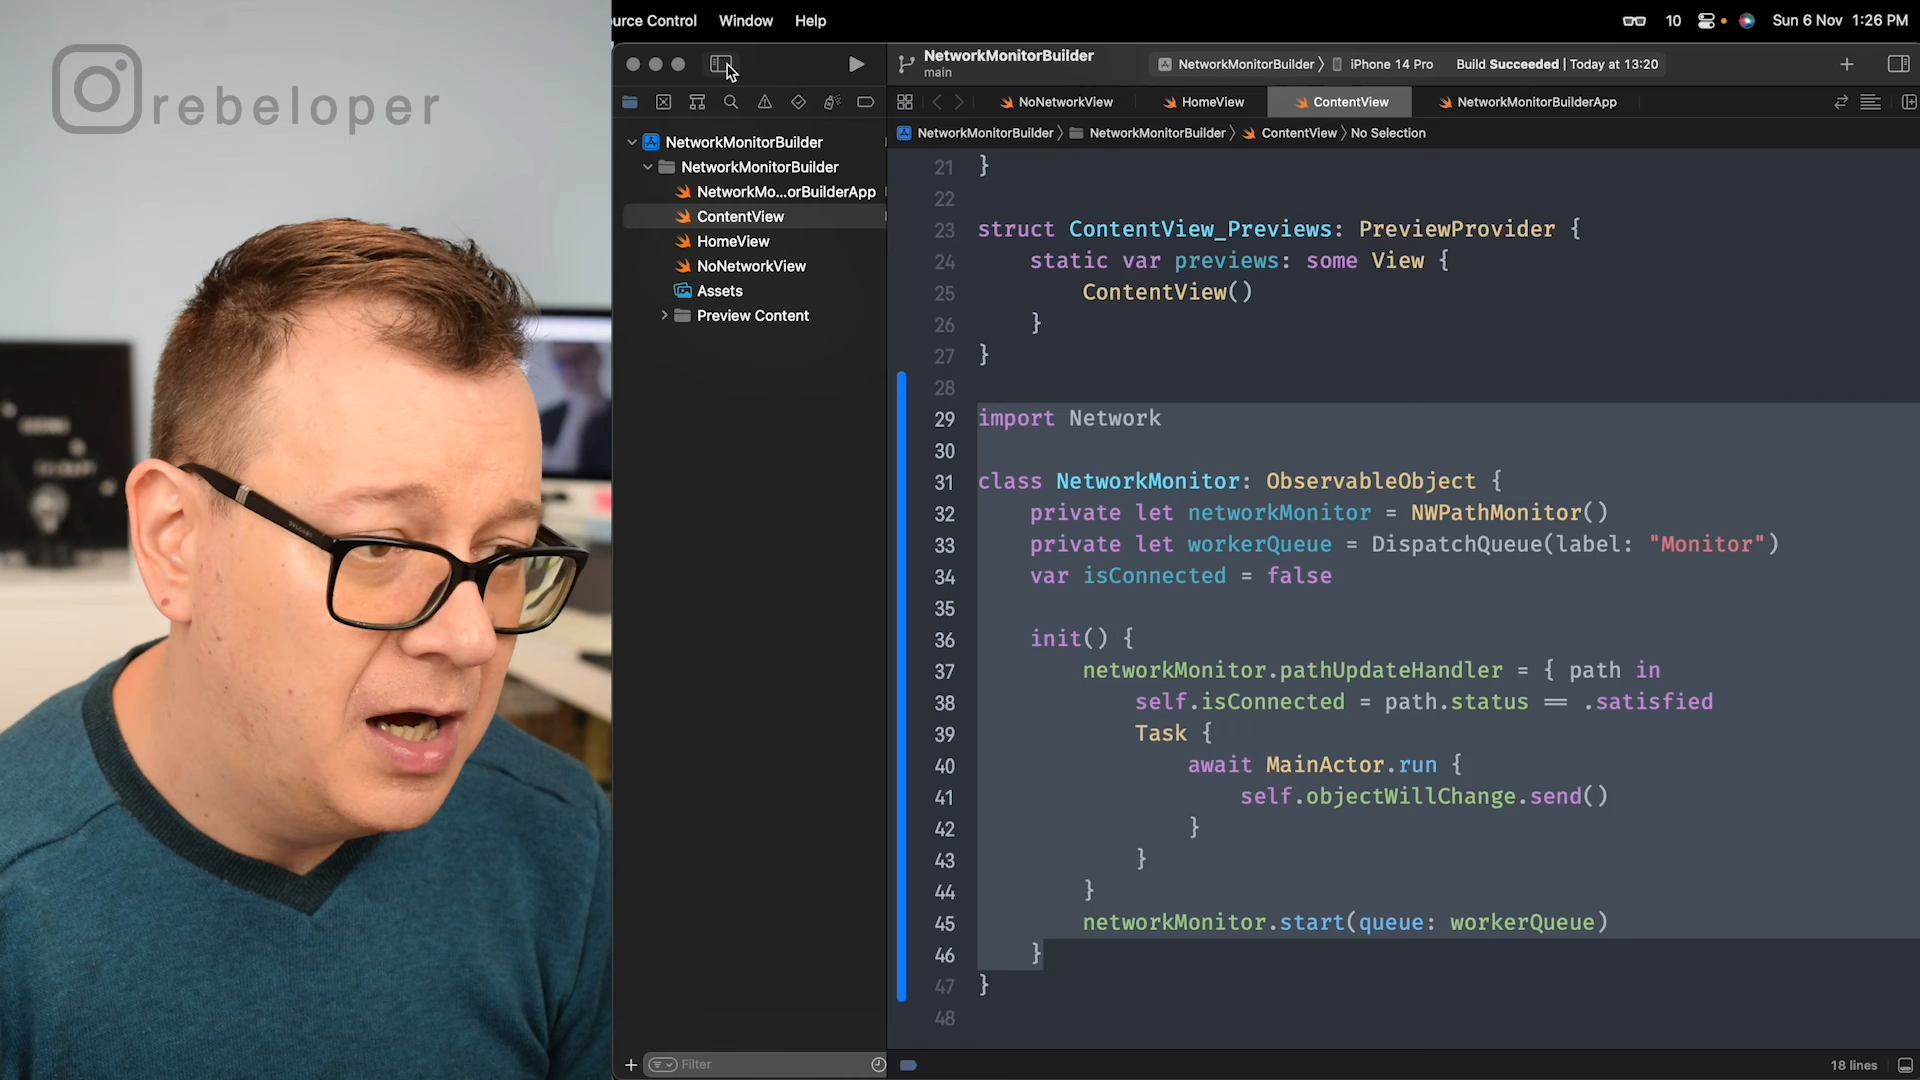 rebeloper
urce Control Window Help
10 Sun 6 Nov 1:26 PM
NetworkMonitorBuilder
main
NetworkMonitorBuilder 〉 iPhone 14 Pro
Build Succeeded | Today at 13:20
NoNetworkView HomeView ContentView NetworkMonitorBuilderApp
NetworkMonitorBuilder 〉 NetworkMonitorBuilder 〉 ContentView 〉 No Selection
NetworkMonitorBuilder
NetworkMonitorBuilder
NetworkMo...orBuilderApp
ContentView
HomeView
NoNetworkView
Assets
Preview Content
Filter
21 }
22
23 struct ContentView_Previews: PreviewProvider {
24 static var previews: some View {
25 ContentView()
26 }
27 }
28
29 import Network
30
31 class NetworkMonitor: ObservableObject {
32 private let networkMonitor = NWPathMonitor()
33 private let workerQueue = DispatchQueue(label: "Monitor")
34 var isConnected = false
35
36 init() {
37 networkMonitor.pathUpdateHandler = { path in
38 self.isConnected = path.status == .satisfied
39 Task {
40 await MainActor.run {
41 self.objectWillChange.send()
42 }
43 }
44 }
45 networkMonitor.start(queue: workerQueue)
46 }
47 }
48
18 lines